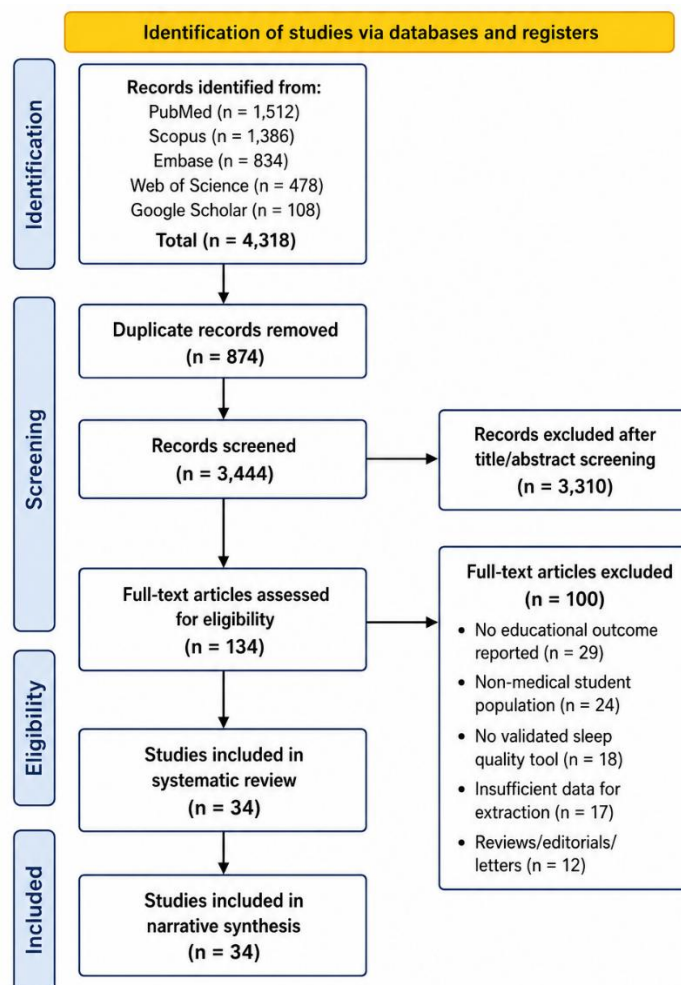 Identification of studies via databases and registers
Identification
Records identified from:
PubMed (n = 1,512)
Scopus (n = 1,386)
Embase (n = 834)
Web of Science (n = 478)
Google Scholar (n = 108)
Total (n = 4,318)
Screening
Duplicate records removed
(n = 874)
Records screened
(n = 3,444)
Records excluded after
title/abstract screening
(n = 3,310)
Full-text articles assessed
for eligibility
(n = 134)
Full-text articles excluded
(n = 100)
• No educational outcome
reported (n = 29)
• Non-medical student
population (n = 24)
• No validated sleep
quality tool (n = 18)
• Insufficient data for
extraction (n = 17)
• Reviews/editorials/
letters (n = 12)
Eligibility
Studies included in
systematic review
(n = 34)
Included
Studies included in
narrative synthesis
(n = 34)